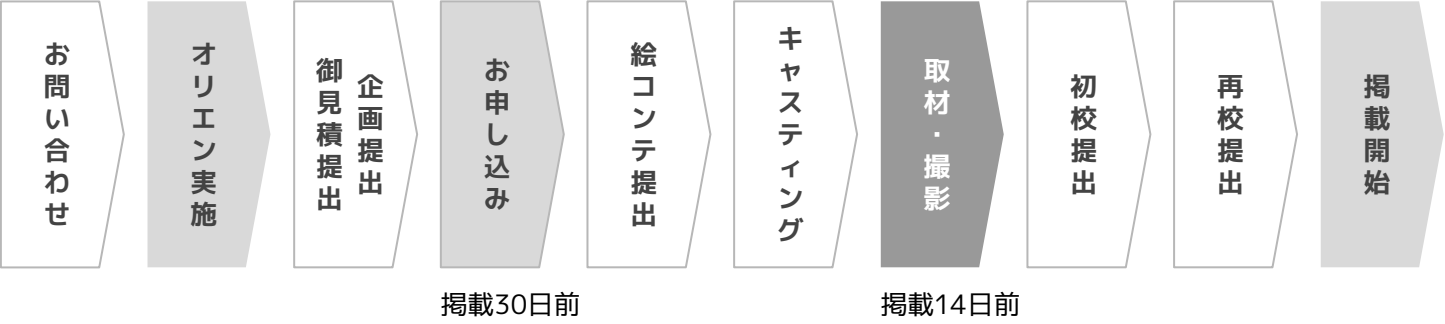 お問い合わせ
オリエン実施
企画提出
御見積提出
お申し込み
絵コンテ提出
キャスティング
取材・撮影
初校提出
再校提出
掲載開始
掲載30日前
掲載14日前